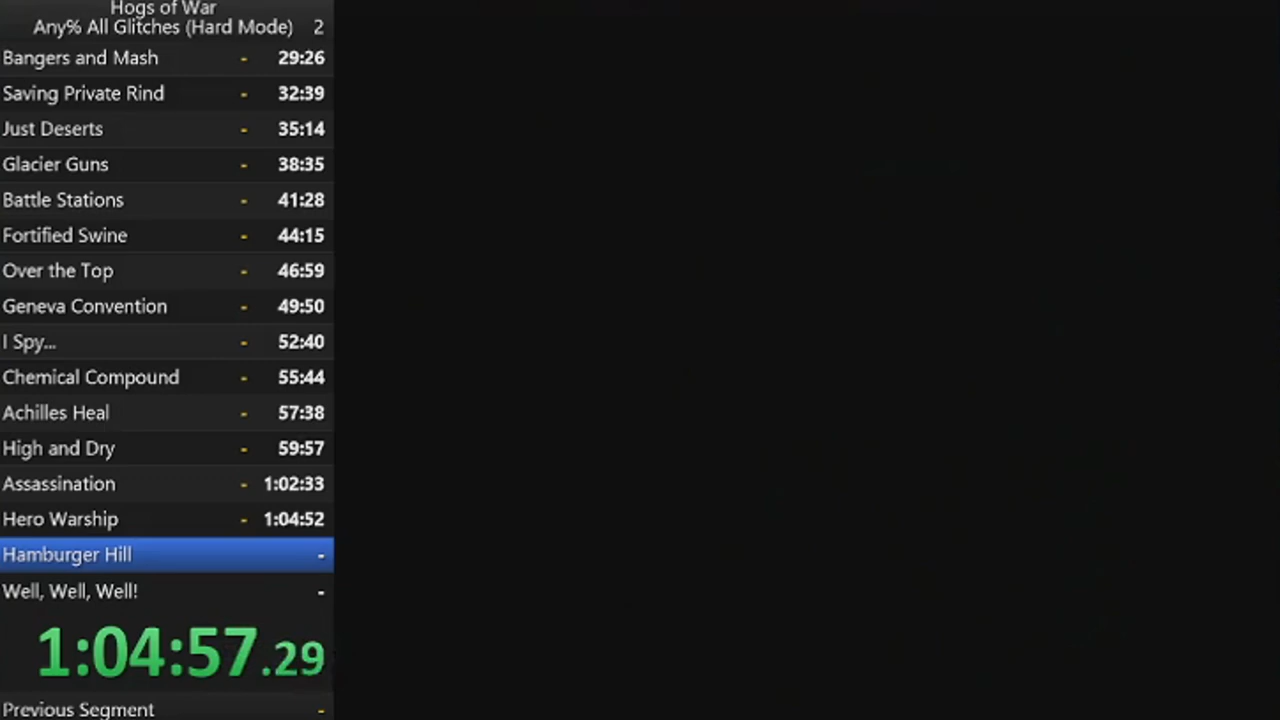 Hogs of War
Any% All Glitches (Hard Mode) 2
Bangers and Mash - 29:26
Saving Private Rind - 32:39
Just Deserts - 35:14
Glacier Guns - 38:35
Battle Stations - 41:28
Fortified Swine - 44:15
Over the Top - 46:59
Geneva Convention - 49:50
I Spy... - 52:40
Chemical Compound - 55:44
Achilles Heal - 57:38
High and Dry - 59:57
Assassination - 1:02:33
Hero Warship - 1:04:52
Hamburger Hill -
Well, Well, Well! -
1:04:57.29
Previous Segment -